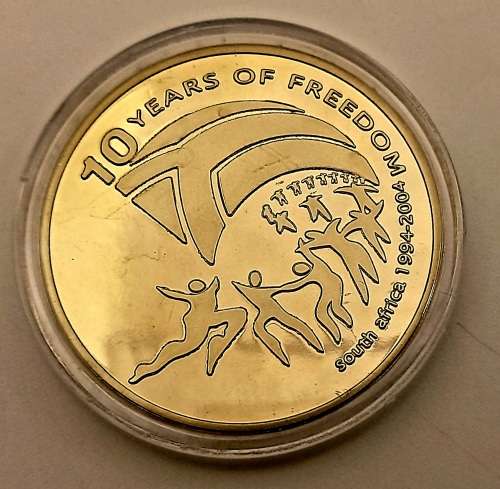 10 YEARS OF FREEDOM
south africa 1994-2004